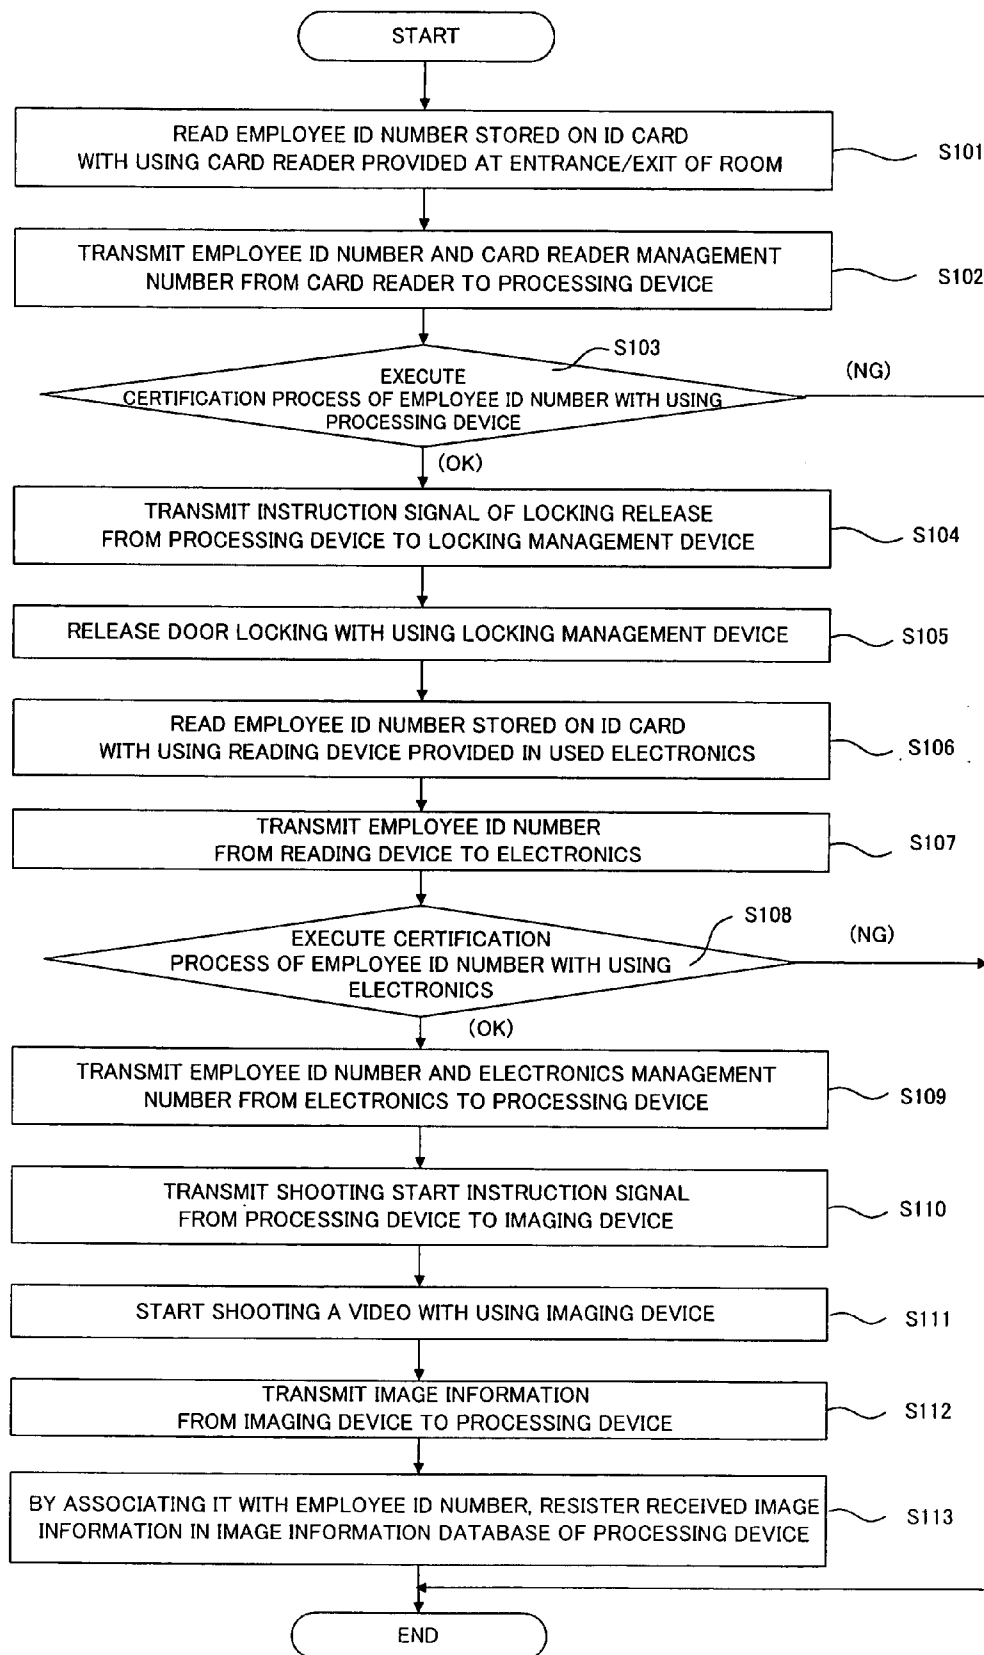 START
READ EMPLOYEE ID NUMBER STORED ON ID CARD
WITH USING CARD READER PROVIDED AT ENTRANCE/EXIT OF ROOM
S101
TRANSMIT EMPLOYEE ID NUMBER AND CARD READER MANAGEMENT
NUMBER FROM CARD READER TO PROCESSING DEVICE
S102
S103
EXECUTE
CERTIFICATION PROCESS OF EMPLOYEE ID NUMBER WITH USING
PROCESSING DEVICE
(NG)
(OK)
TRANSMIT INSTRUCTION SIGNAL OF LOCKING RELEASE
FROM PROCESSING DEVICE TO LOCKING MANAGEMENT DEVICE
S104
RELEASE DOOR LOCKING WITH USING LOCKING MANAGEMENT DEVICE
S105
READ EMPLOYEE ID NUMBER STORED ON ID CARD
WITH USING READING DEVICE PROVIDED IN USED ELECTRONICS
S106
TRANSMIT EMPLOYEE ID NUMBER
FROM READING DEVICE TO ELECTRONICS
S107
S108
EXECUTE CERTIFICATION
PROCESS OF EMPLOYEE ID NUMBER WITH USING
ELECTRONICS
(NG)
(OK)
TRANSMIT EMPLOYEE ID NUMBER AND ELECTRONICS MANAGEMENT
NUMBER FROM ELECTRONICS TO PROCESSING DEVICE
S109
TRANSMIT SHOOTING START INSTRUCTION SIGNAL
FROM PROCESSING DEVICE TO IMAGING DEVICE
S110
START SHOOTING A VIDEO WITH USING IMAGING DEVICE
S111
TRANSMIT IMAGE INFORMATION
FROM IMAGING DEVICE TO PROCESSING DEVICE
S112
BY ASSOCIATING IT WITH EMPLOYEE ID NUMBER, RESISTER RECEIVED IMAGE
INFORMATION IN IMAGE INFORMATION DATABASE OF PROCESSING DEVICE
S113
END